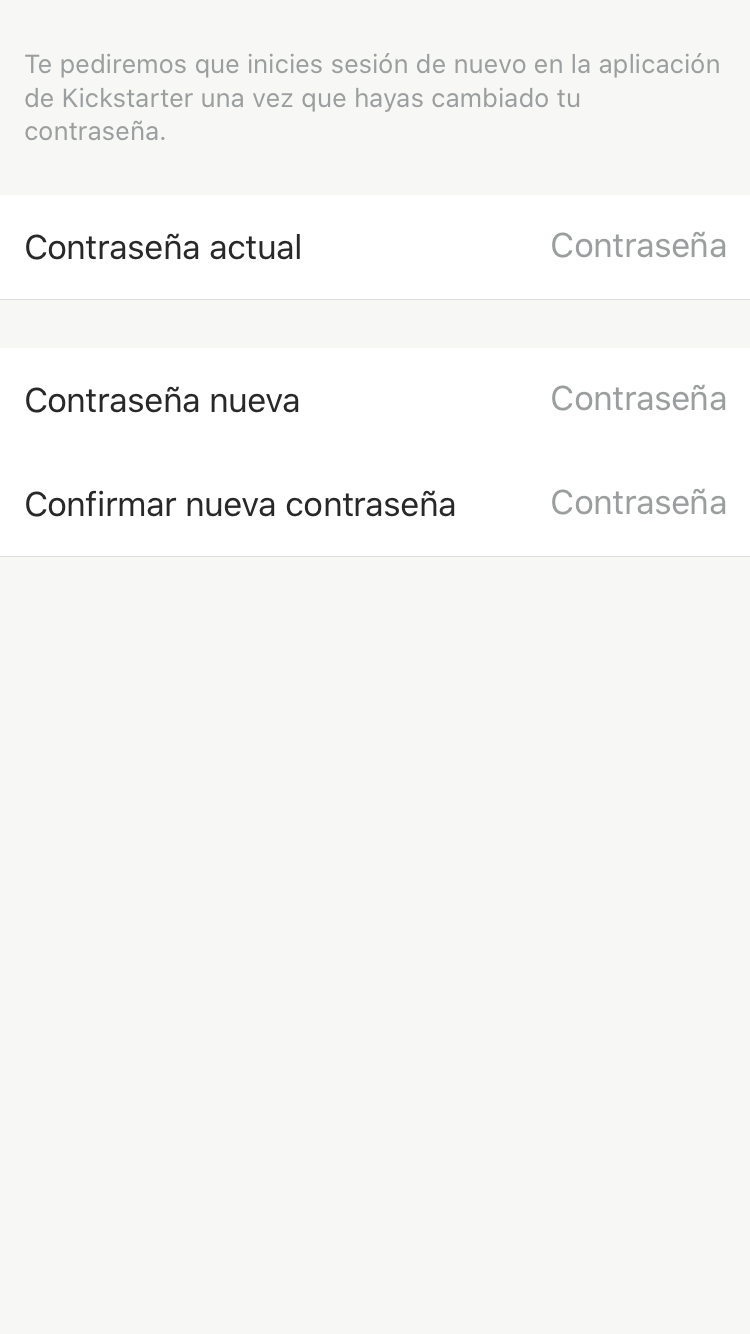 Te pediremos que inicies sesión de nuevo en la aplicación
de Kickstarter una vez que hayas cambiado tu
contraseña.
Contraseña actual Contraseña
Contraseña nueva Contraseña
Confirmar nueva contraseña Contraseña